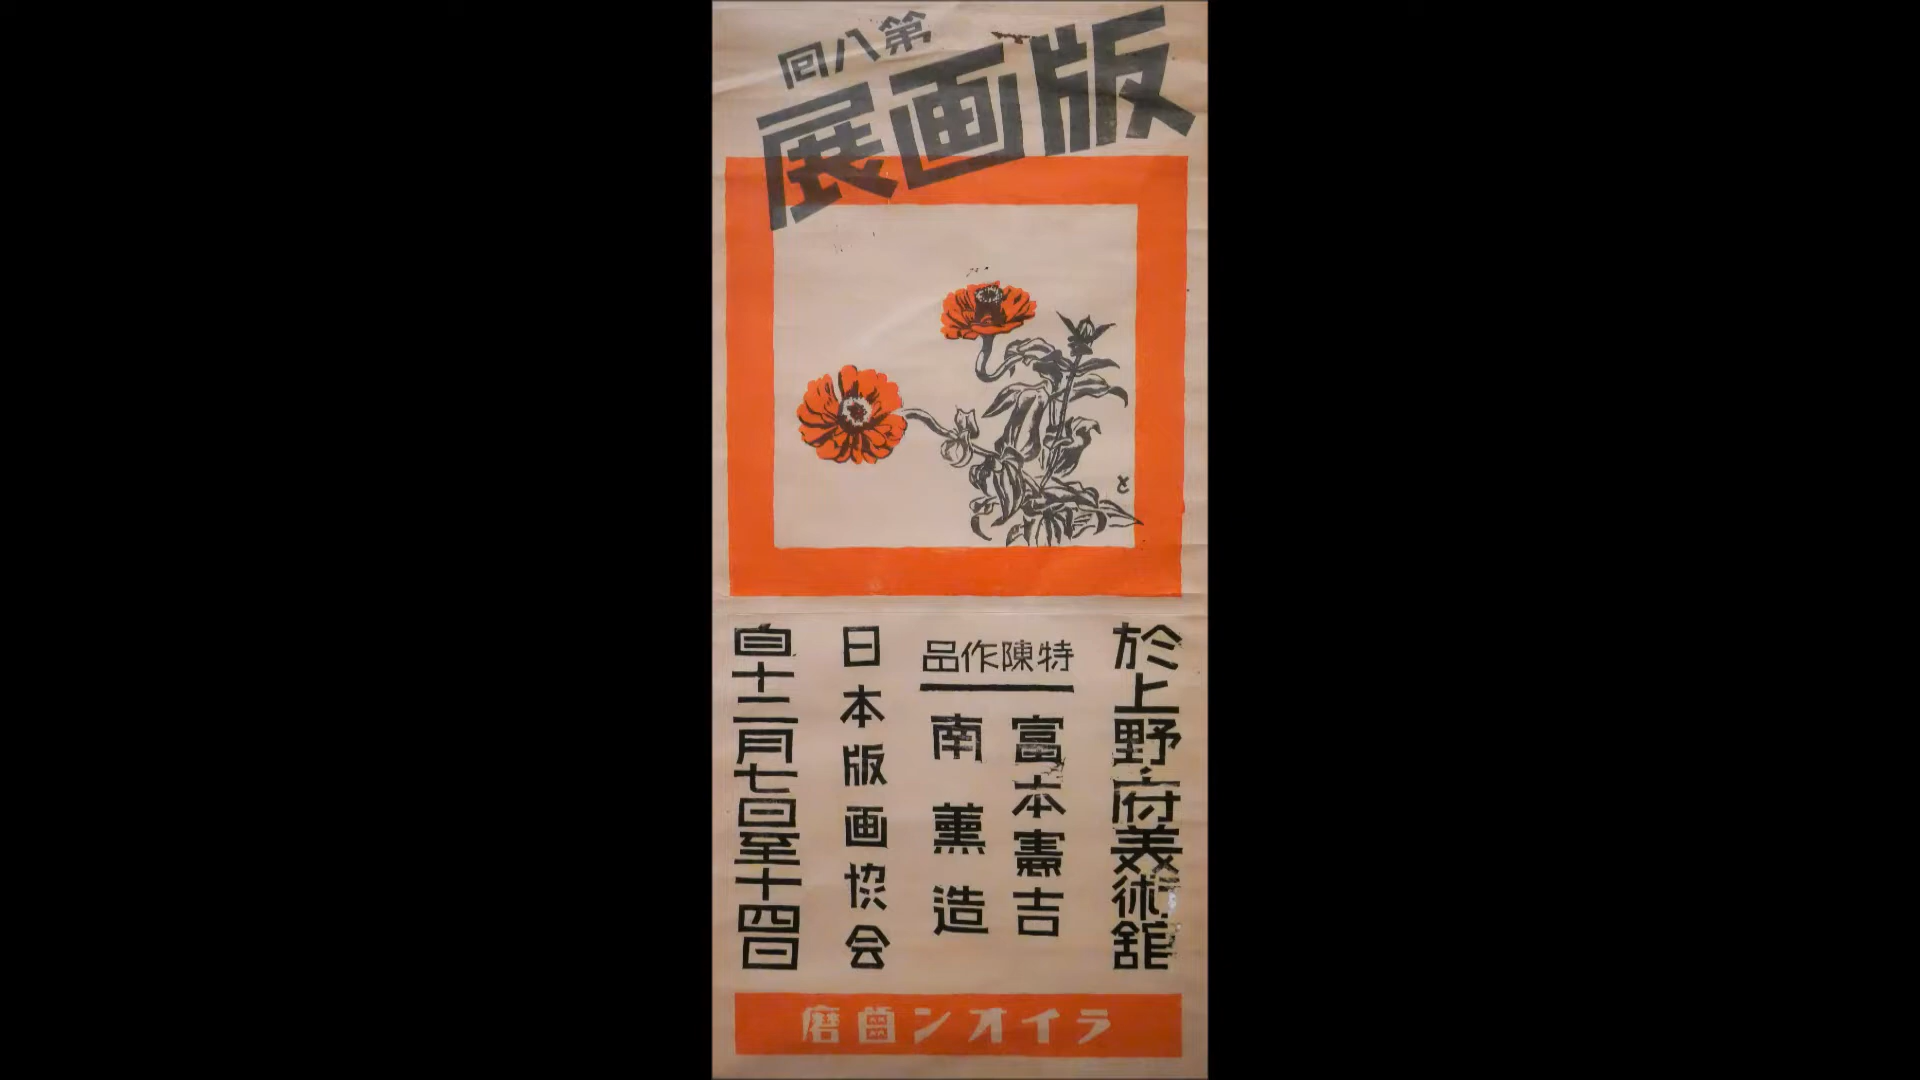 第八回
版画展
と
於上野府美術館
特陳作品
富本憲吉
南薫造
日本版画協会
自十二月七日至十四日
ライオン歯磨